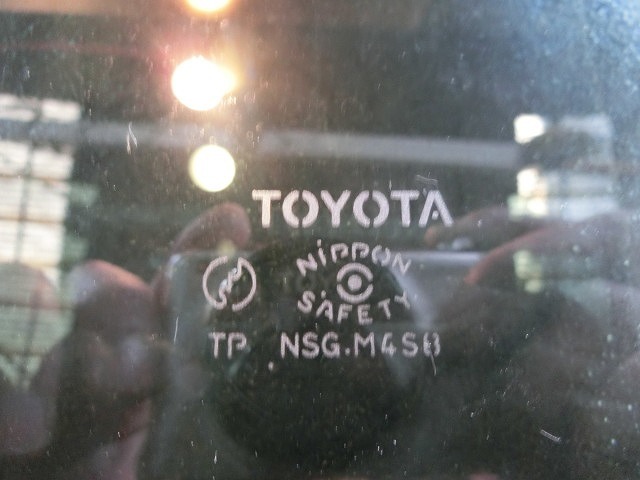 TOYOTA
NIPPON
SAFETY
TP NSG.M4S8